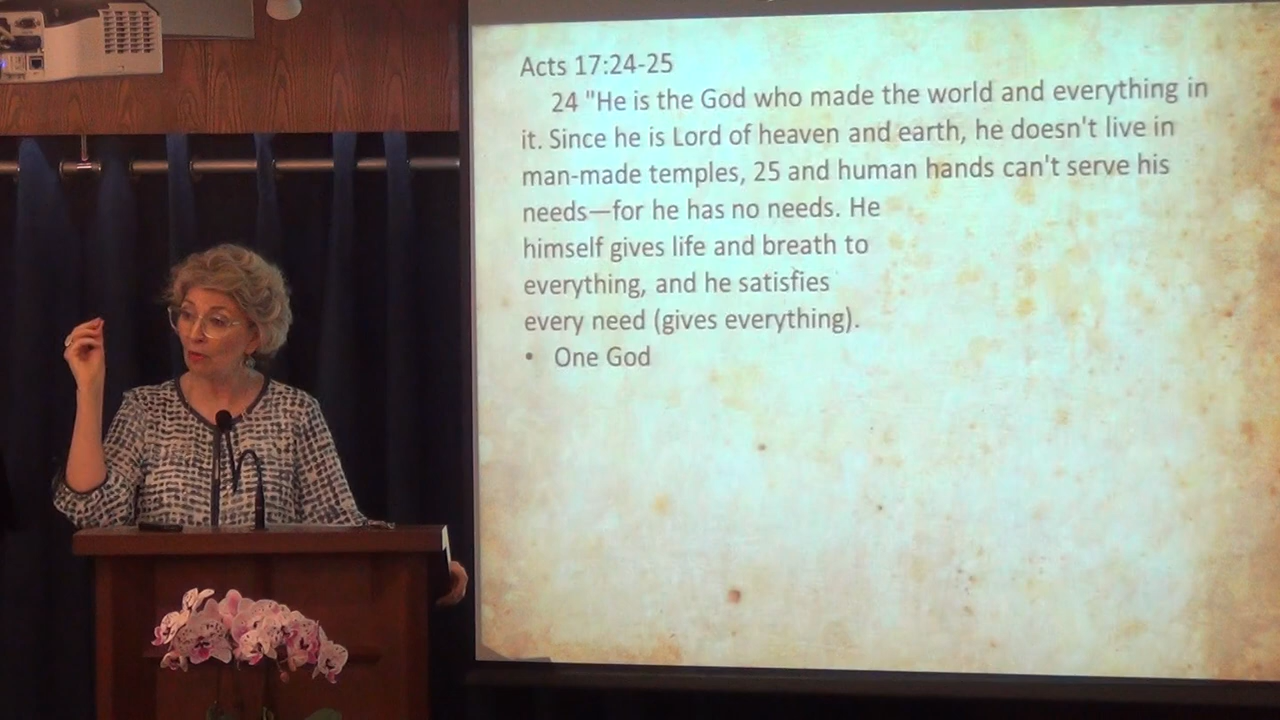 Acts 17:24-25
24 "He is the God who made the world and everything in
it. Since he is Lord of heaven and earth, he doesn't live in
man-made temples, 25 and human hands can't serve his
needs—for he has no needs. He
himself gives life and breath to
everything, and he satisfies
every need (gives everything).
• One God